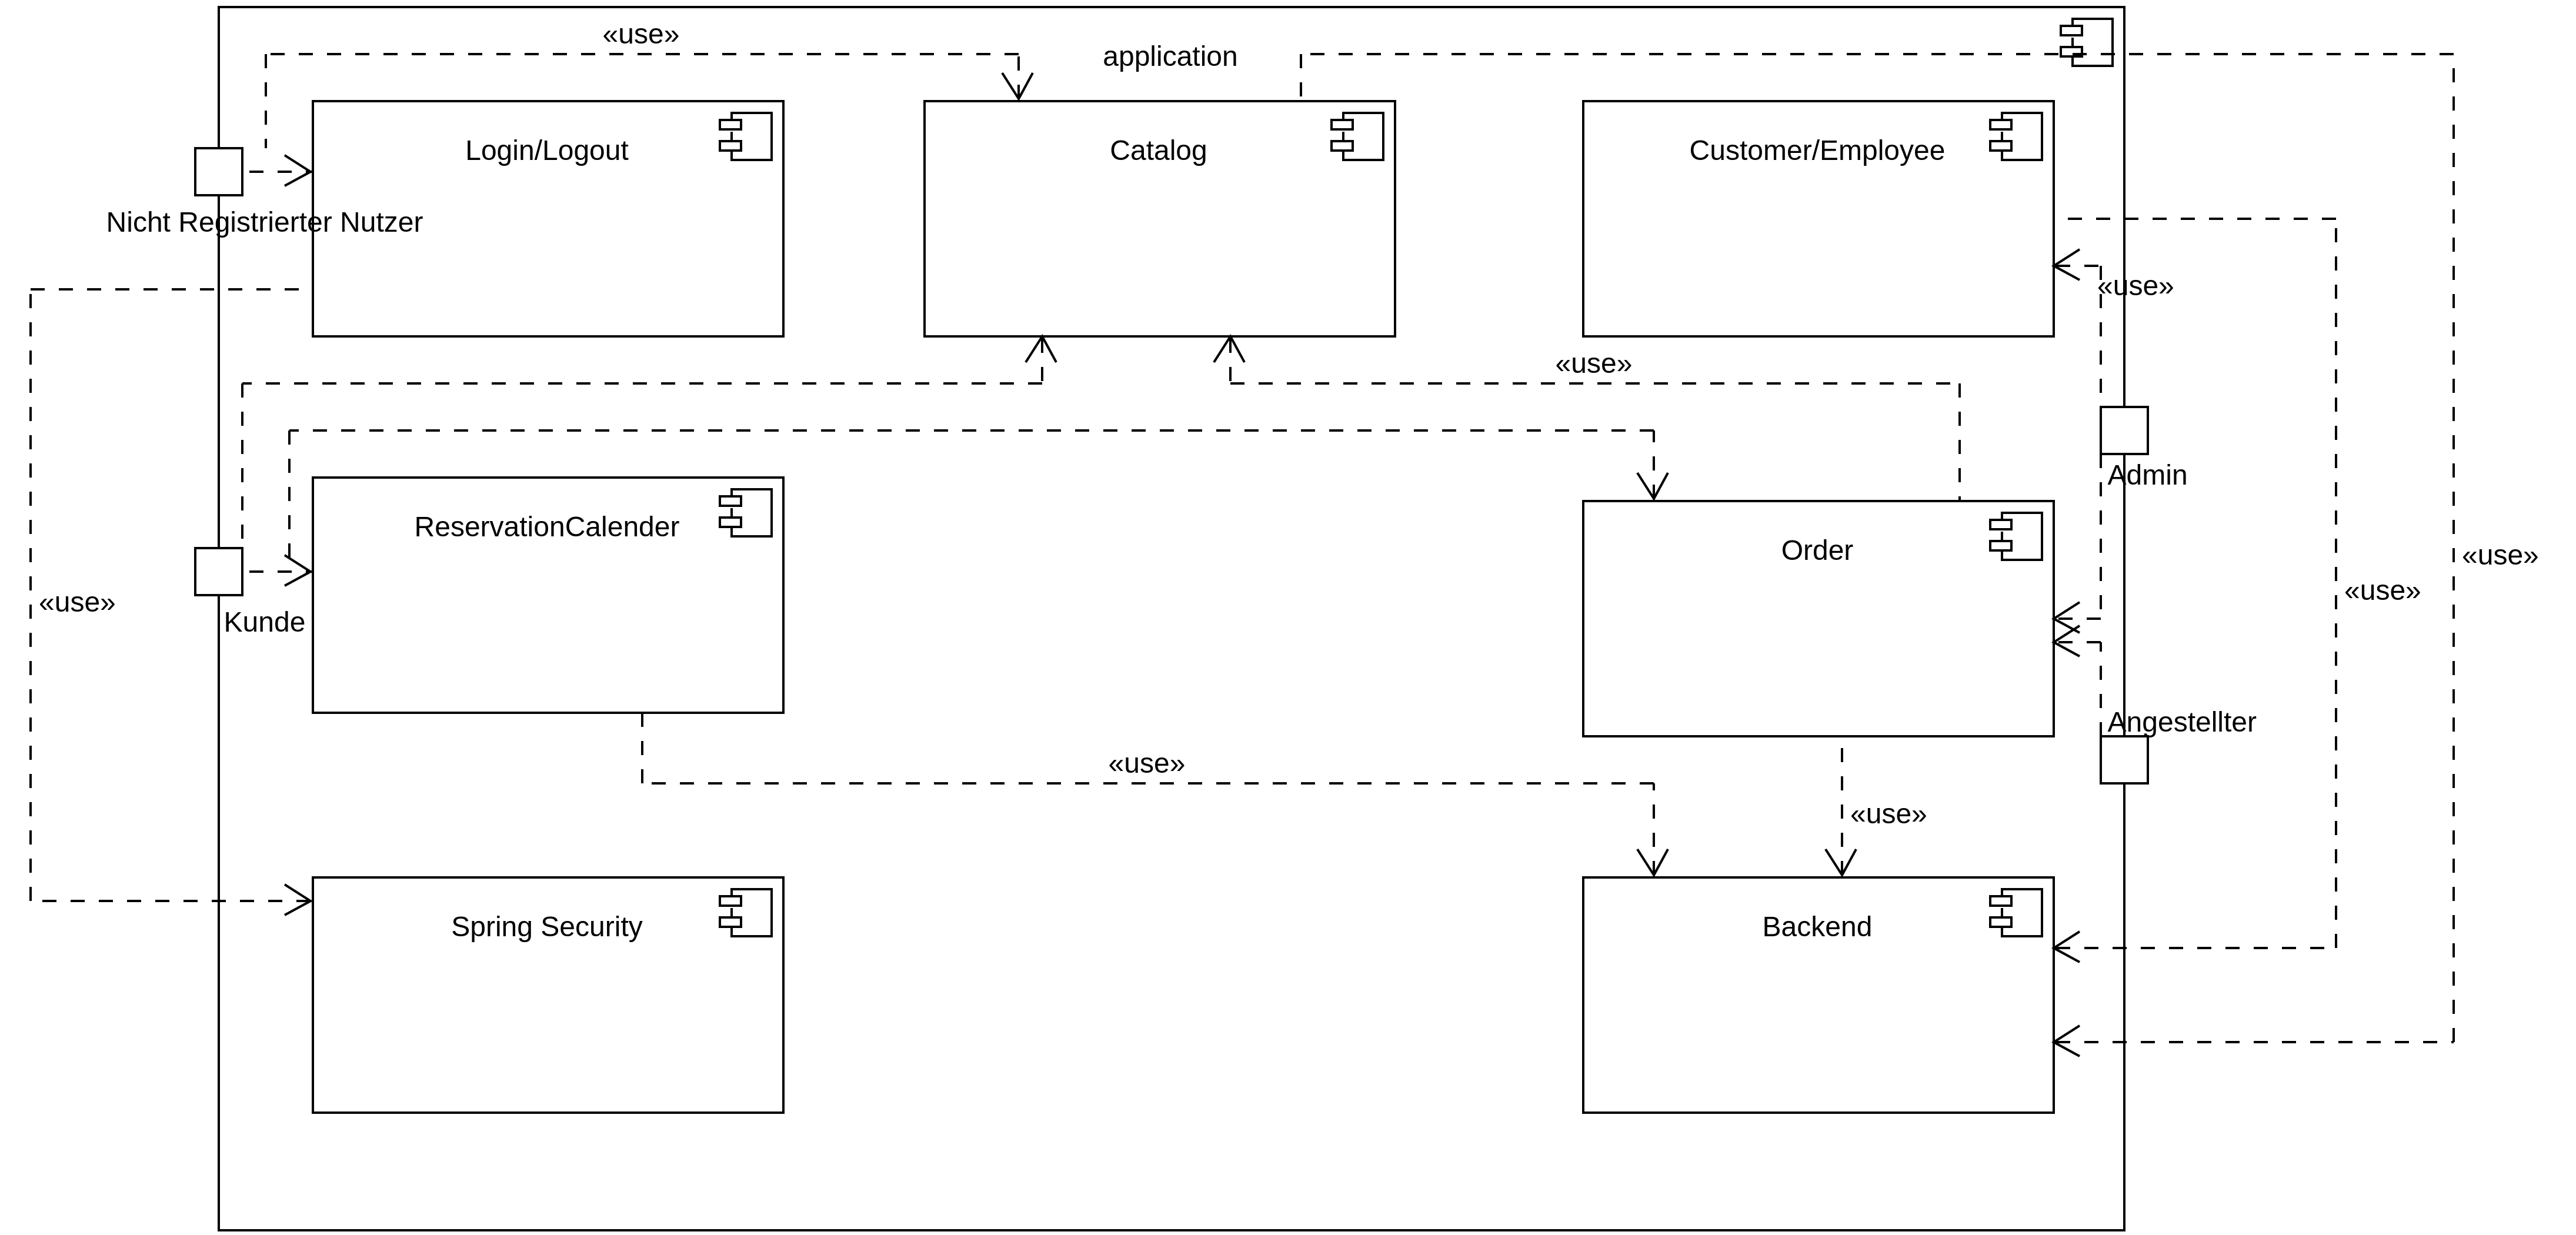 «use»
application
Login/Logout
Catalog
Customer/Employee
Nicht Registrierter Nutzer
«use»
«use»
Admin
ReservationCalender
Order
«use»
«use»
«use»
Kunde
Angestellter
«use»
«use»
Spring Security
Backend